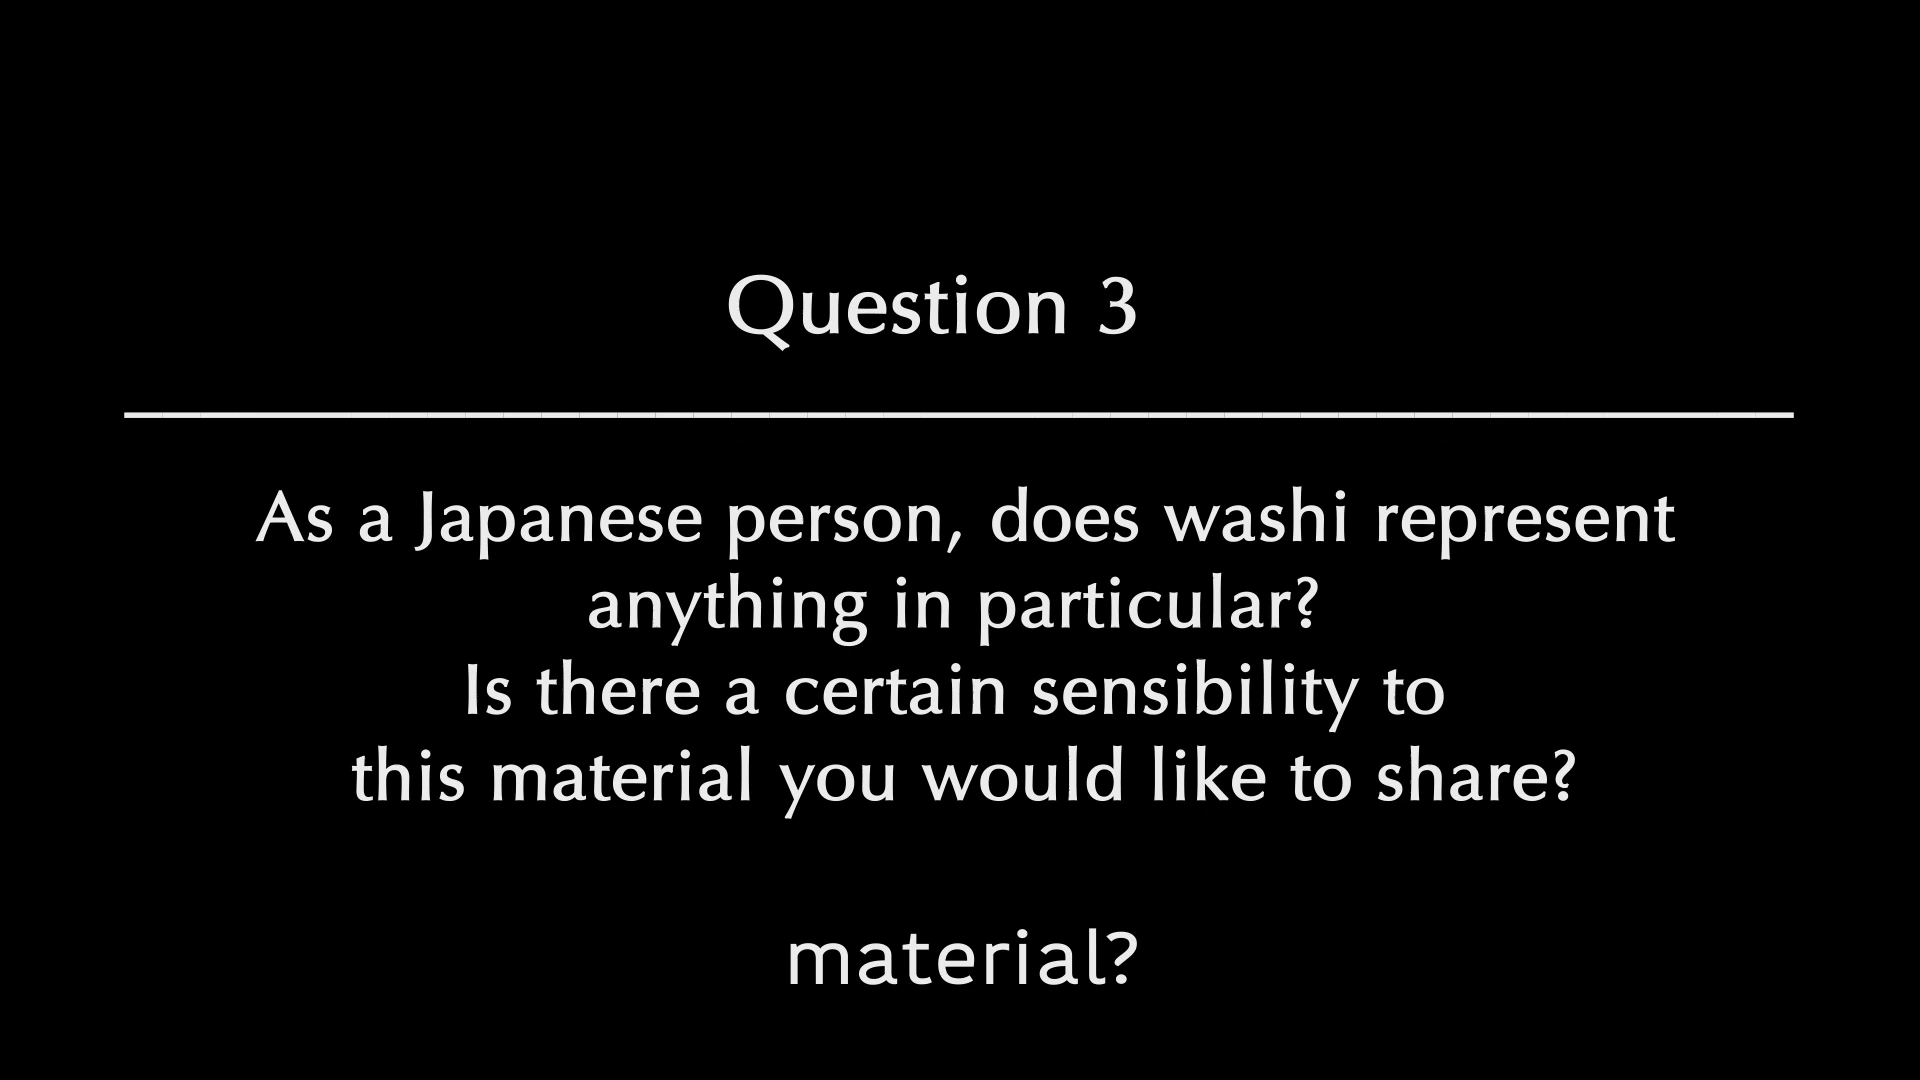 Question 3
As a Japanese person, does washi represent
anything in particular?
Is there a certain sensibility to
this material you would like to share?
material?